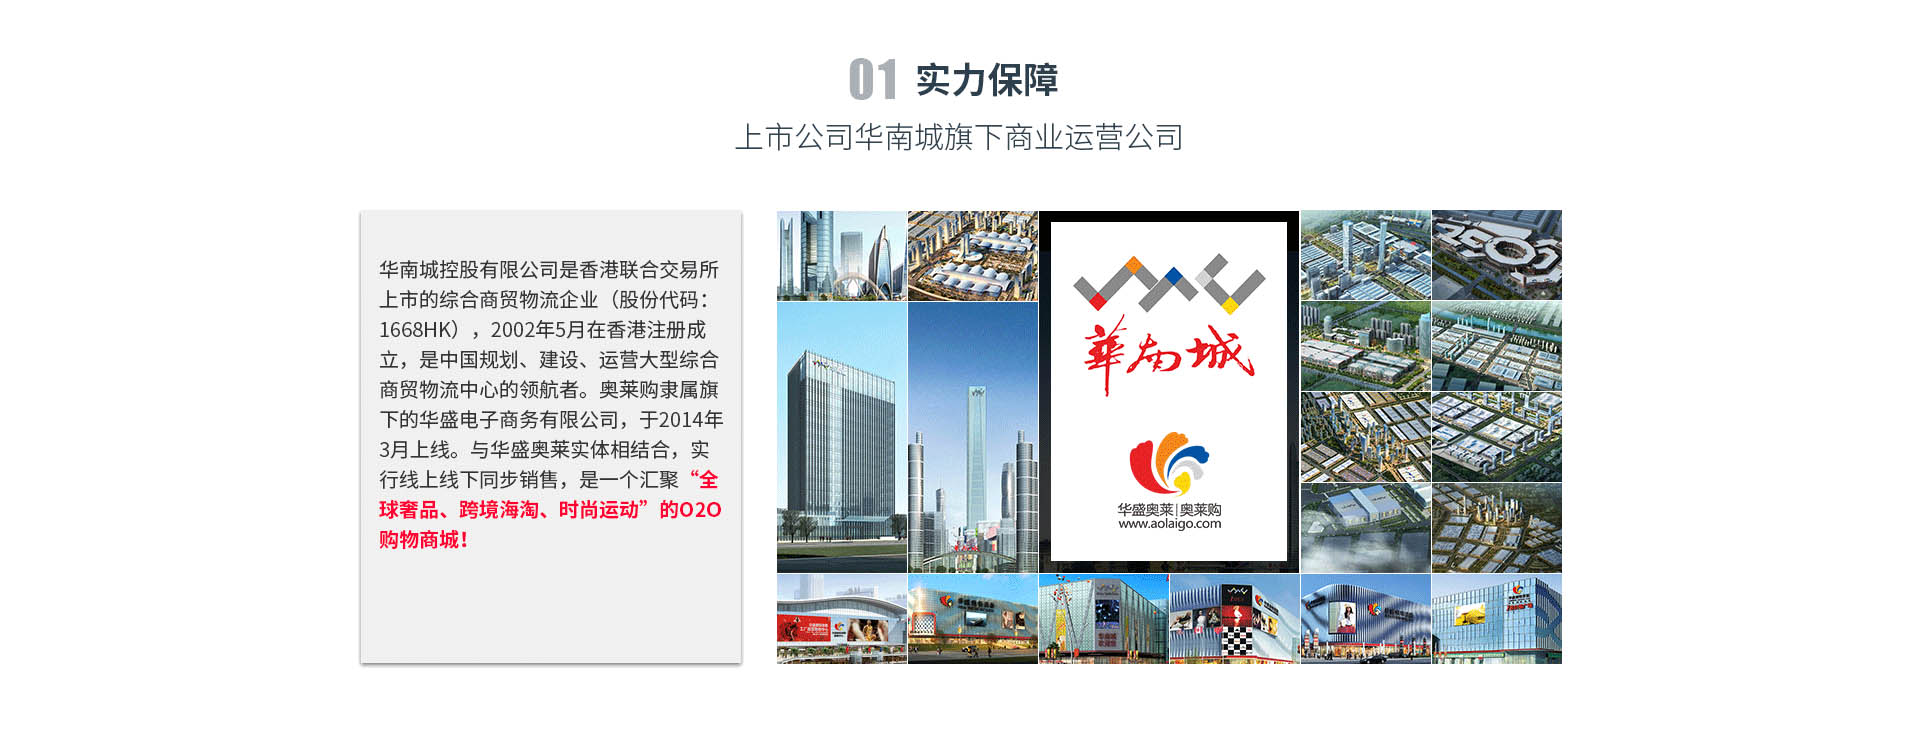 01 实力保障
上市公司华南城旗下商业运营公司
华南城控股有限公司是香港联合交易所
上市的综合商贸物流企业（股份代码：
1668HK），2002年5月在香港注册成
立，是中国规划、建设、运营大型综合
商贸物流中心的领航者。奥莱购隶属旗
下的华盛电子商务有限公司，于2014年
3月上线。与华盛奥莱实体相结合，实
行线上线下同步销售，是一个汇聚“全
球奢品、跨境海淘、时尚运动”的O2O
购物商城！
華南城
华盛奥莱|奥莱购
www.aolaigo.com